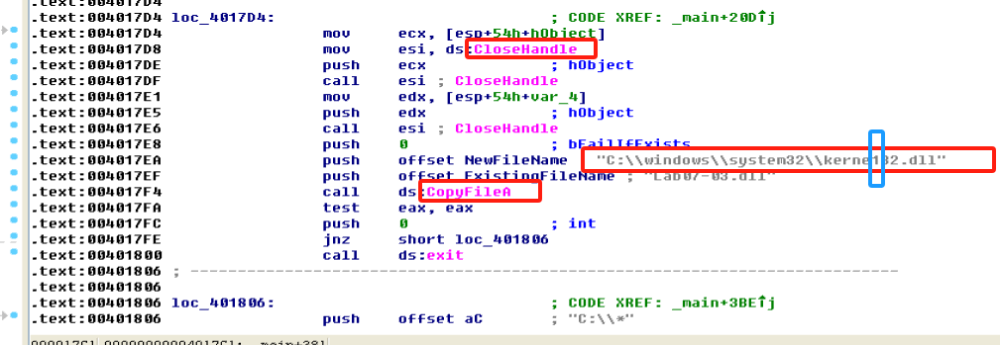 .text:004017D4
.text:004017D4 loc_4017D4: ; CODE XREF: _main+20D↑j
.text:004017D4 mov ecx, [esp+54h+hObject]
.text:004017D8 mov esi, ds:CloseHandle
.text:004017DE push ecx ; hObject
.text:004017DF call esi ; CloseHandle
.text:004017E1 mov edx, [esp+54h+var_4]
.text:004017E5 push edx ; hObject
.text:004017E6 call esi ; CloseHandle
.text:004017E8 push 0 ; bFailIfExists
.text:004017EA push offset NewFileName "C:\\windows\\system32\\kerne132.dll"
.text:004017EF push offset ExistingFileName ; "Lab07-03.dll"
.text:004017F4 call ds:CopyFileA
.text:004017FA test eax, eax
.text:004017FC push 0 ; int
.text:004017FE jnz short loc_401806
.text:00401800 call ds:exit
.text:00401806 ; ---------------------------------------------------------------------------
.text:00401806
.text:00401806 loc_401806: ; CODE XREF: _main+3BE↑j
.text:00401806 push offset aC ; "C:\\*"